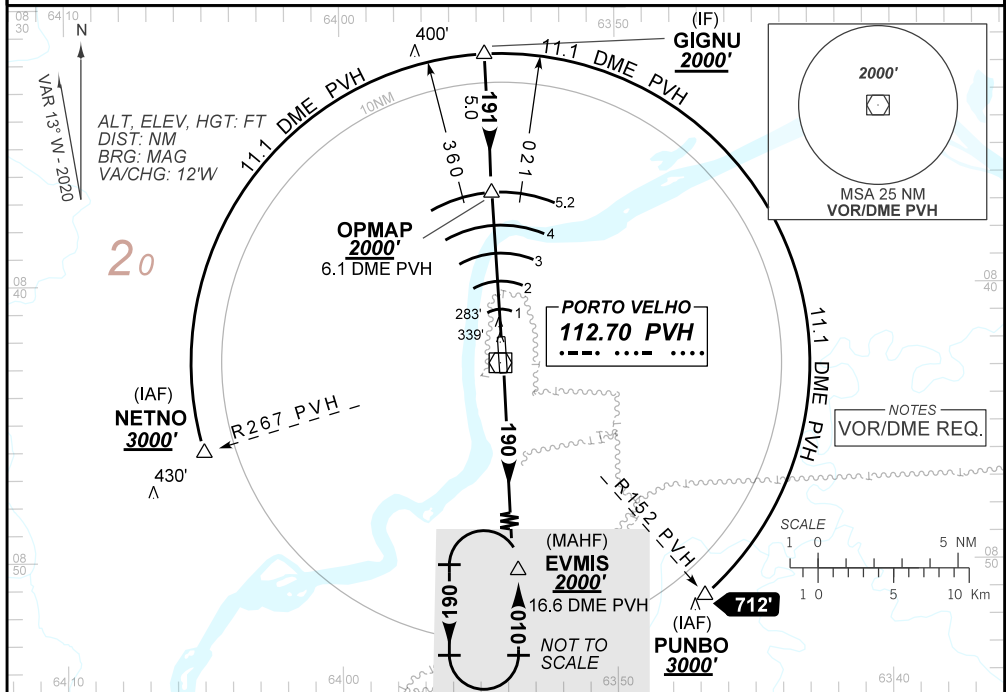 08
30
64 10
64 00
63 50
N
VAR 13° W - 2020
ALT, ELEV, HGT: FT
DIST: NM
BRG: MAG
VA/CHG: 12'W
400'
(IF)
GIGNU
2000'
11.1 DME PVH
11.1 DME PVH
10NM
191
5.0
360
021
2000'
MSA 25 NM
VOR/DME PVH
OPMAP
2000'
6.1 DME PVH
5.2
4
3
2
1
20
08
40
08
40
283'
339'
PORTO VELHO
112.70 PVH
11.1 DME PVH
(IAF)
NETNO
3000'
R267 PVH
430'
190
NOTES
VOR/DME REQ.
R152 PVH
SCALE
1 0 5 NM
1 0 5 10 Km
08
50
08
50
(MAHF)
EVMIS
2000'
16.6 DME PVH
190
010
NOT TO
SCALE
712'
(IAF)
PUNBO
3000'
64 10
64 00
63 50
63 40